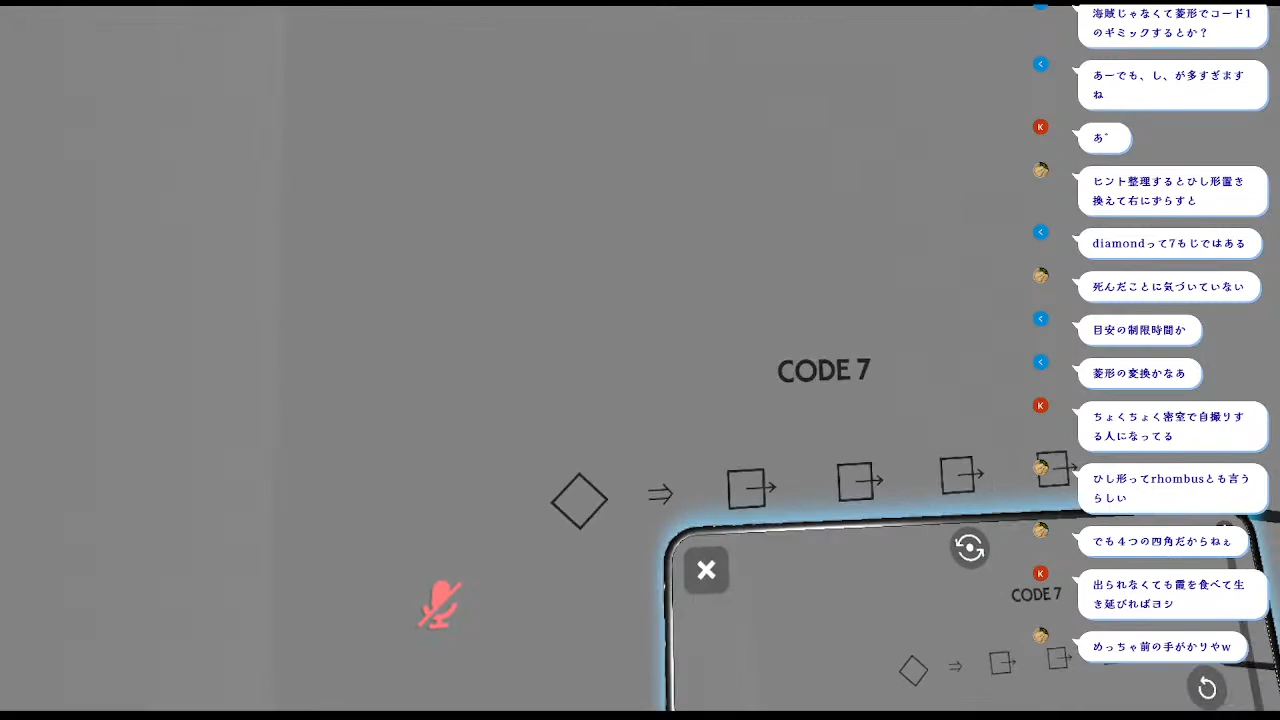 海賊じゃなくて菱形でコード1
のギミックするとか？
あーでも、し、が多すぎます
ね
K
あ゛
ヒント整理するとひし形置き
換えて右にずらすと
diamondって7もじではある
死んだことに気づいていない
目安の制限時間か
CODE 7
菱形の変換かなあ
K
ちょくちょく密室で自撮りす
る人になってる
ひし形ってrhombusとも言う
らしい
でも４つの四角だからねぇ
K
CODE 7
出られなくても霞を食べて生
き延びればヨシ
めっちゃ前の手がかりやw